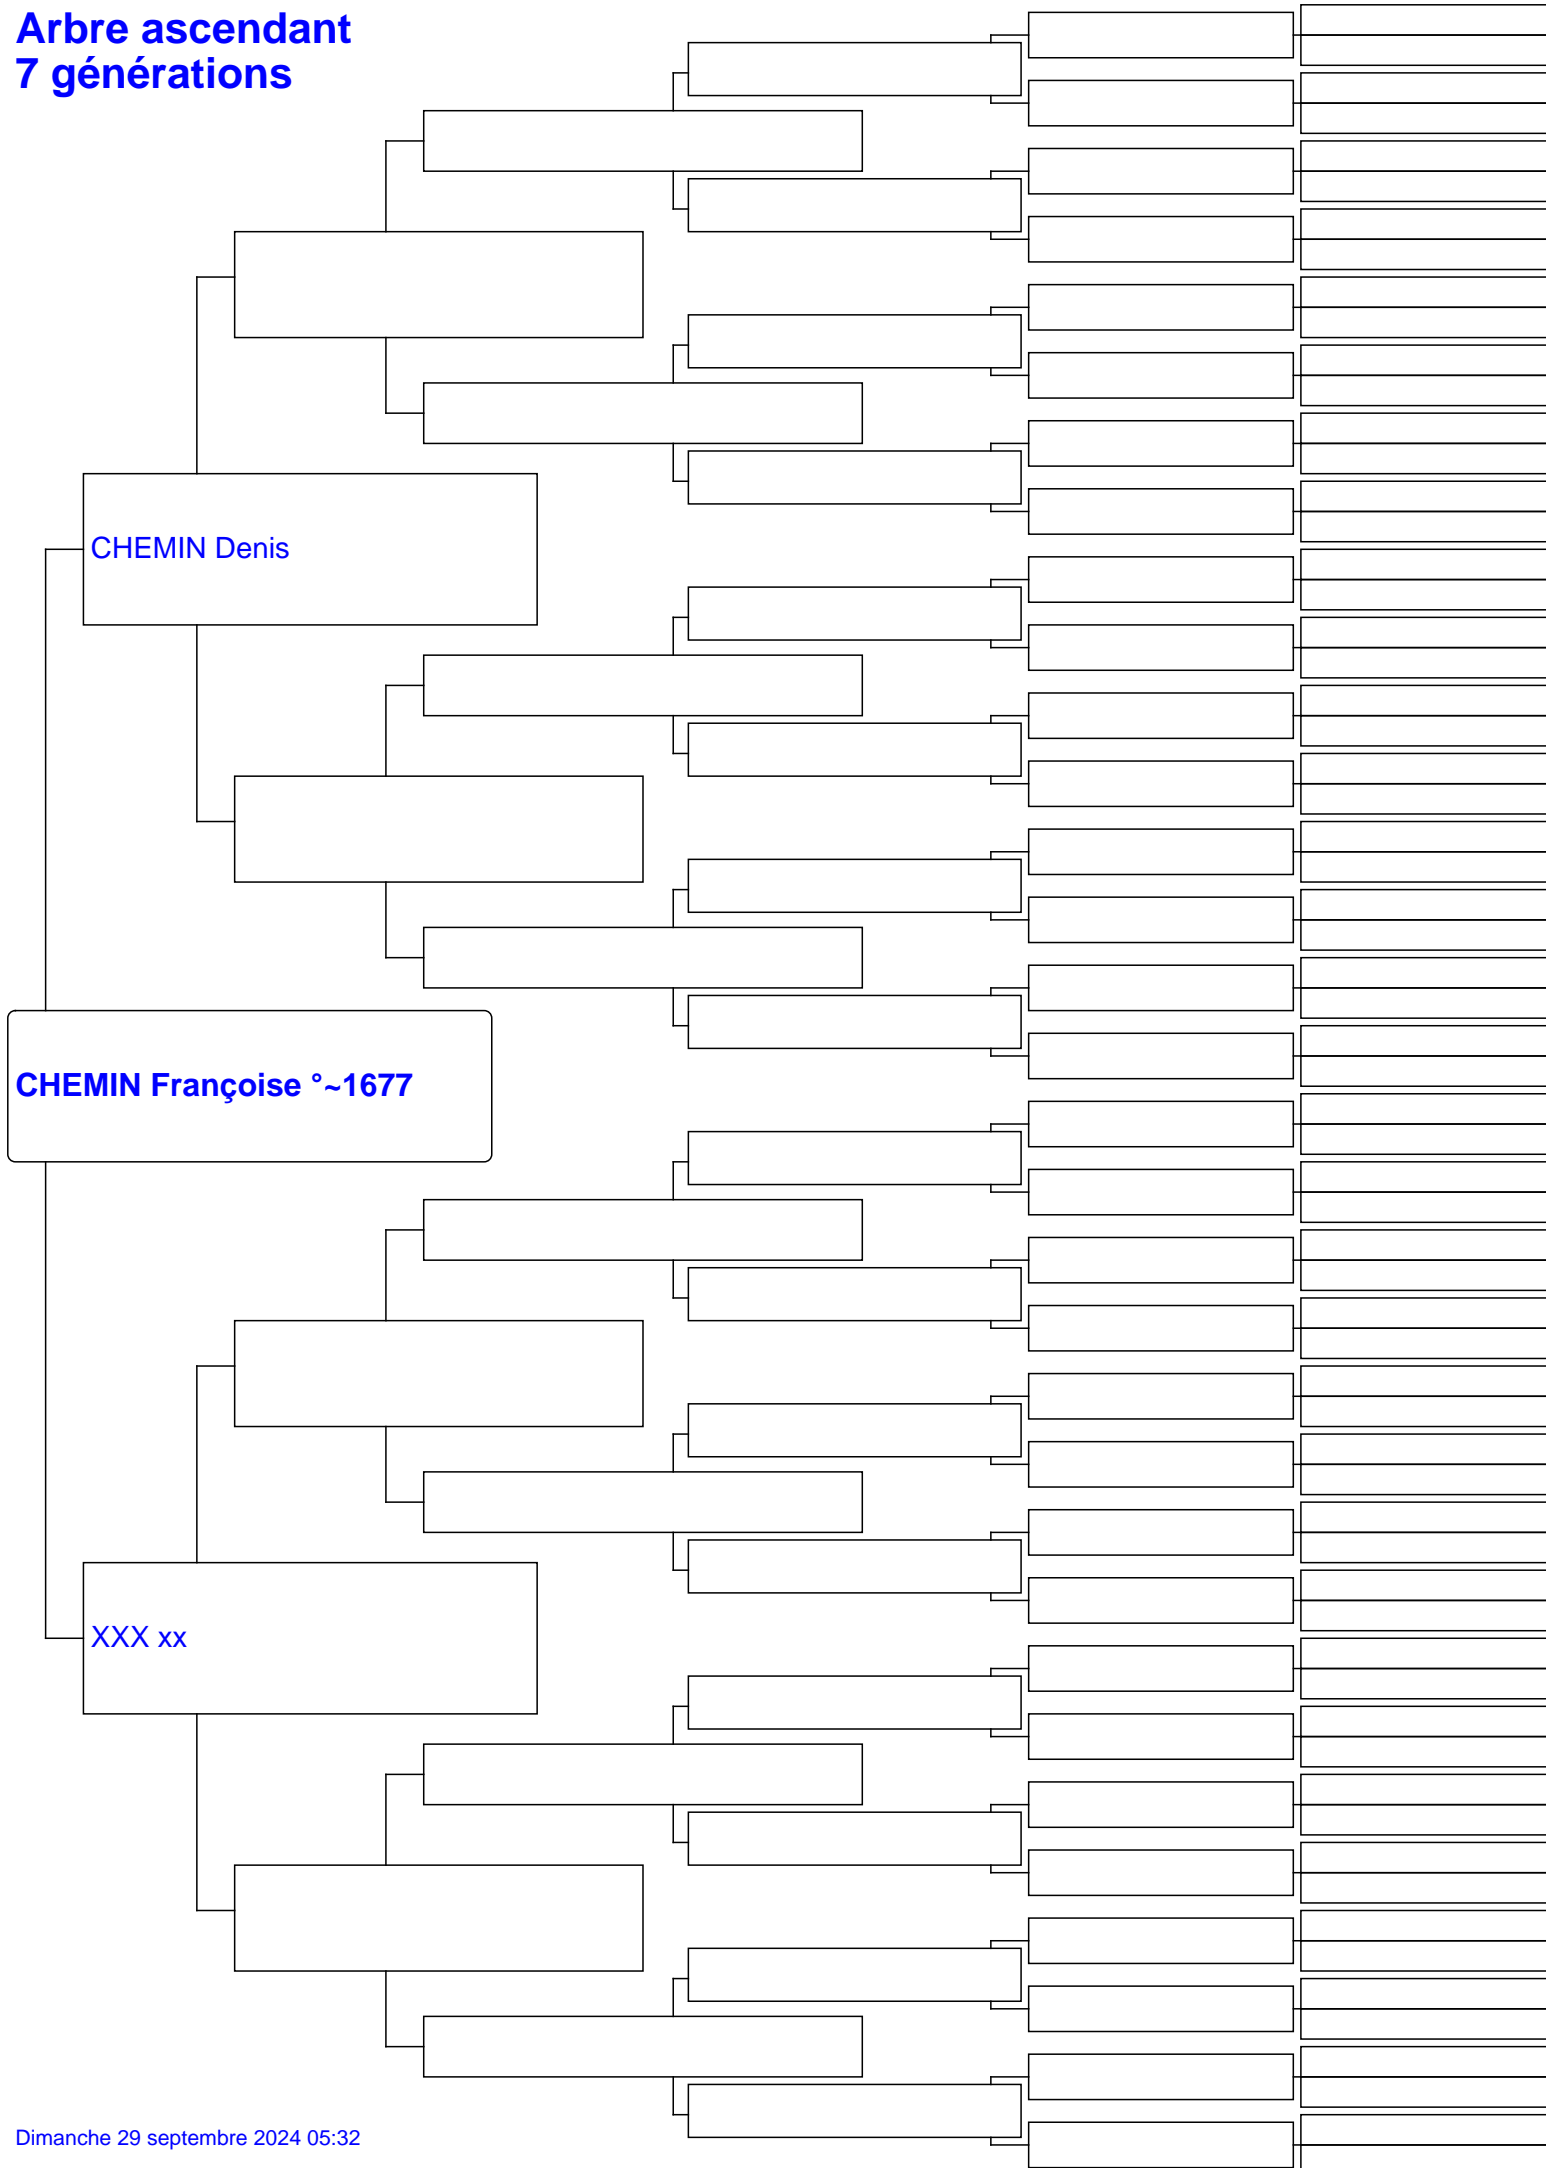 Arbre ascendant
7 générations
CHEMIN Denis
CHEMIN Françoise °~1677
XXX xx
Dimanche 29 septembre 2024 05:32